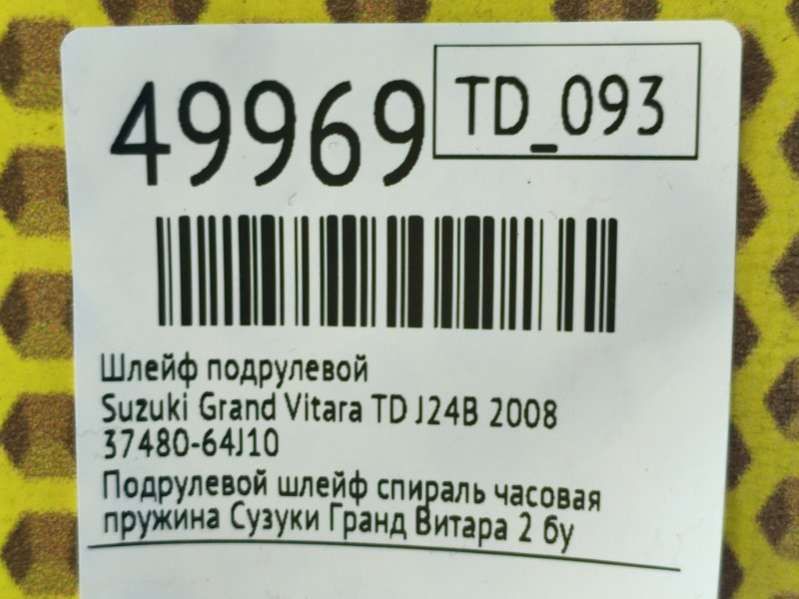 49969
TD_093
Шлейф подрулевой
Suzuki Grand Vitara TD J24B 2008
37480-64J10
Подрулевой шлейф спираль часовая
пружина Сузуки Гранд Витара 2 бу